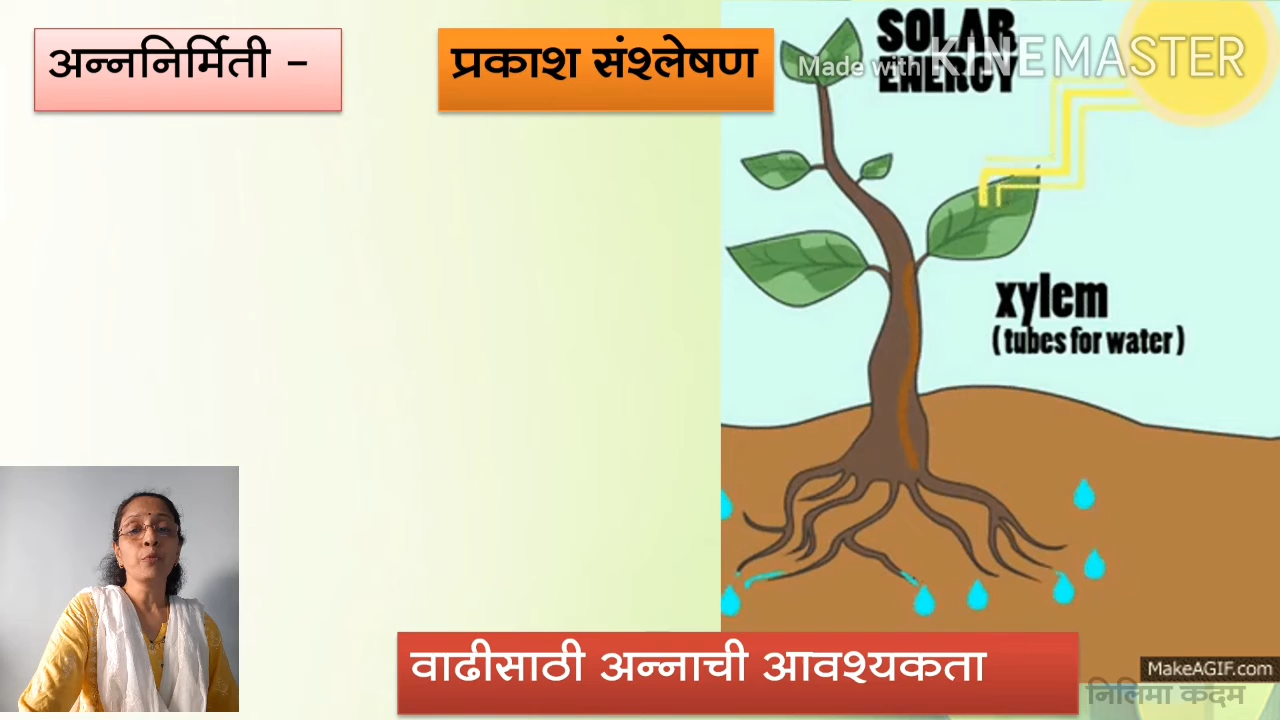 अन्ननिर्मिती –
प्रकाश संश्लेषण
SOLAR
ENERGY
Made with KINEMASTER
xylem
(tubes for water)
वाढीसाठी अन्नाची आवश्यकता
MakeAGIF.com
निलिमा कदम